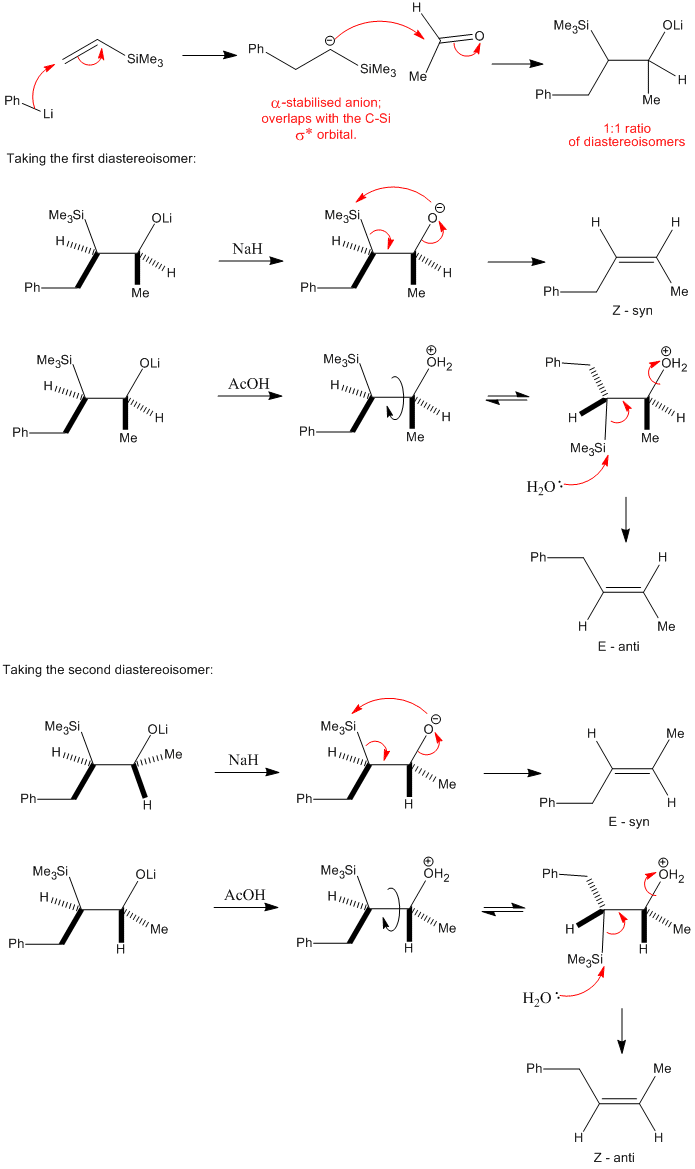 H
Ph
⊖
O
SiMe₃
SiMe₃
Me
Ph
Li
α-stabilised anion;
overlaps with the C-Si
σ* orbital.
Me₃Si
OLi
H
Ph
Me
1:1 ratio
of diastereoisomers
Taking the first diastereoisomer:
Me₃Si
OLi
H
H
Ph
Me
NaH
Me₃Si
O⊖
H
H
Ph
Me
H
H
Ph
Me
Z - syn
Me₃Si
OLi
H
H
Ph
Me
AcOH
Me₃Si
⊕
OH₂
H
H
Ph
Me
Ph
⊕
OH₂
H
H
Me
Me₃Si
H₂O:
Ph
H
H
Me
E - anti
Taking the second diastereoisomer:
Me₃Si
OLi
H
Me
Ph
H
NaH
Me₃Si
O⊖
H
Me
Ph
H
H
Me
Ph
H
E - syn
Me₃Si
OLi
H
Me
Ph
H
AcOH
Me₃Si
⊕
OH₂
H
Me
Ph
H
Ph
⊕
OH₂
H
Me
H
Me₃Si
H₂O:
Ph
Me
H
H
Z - anti